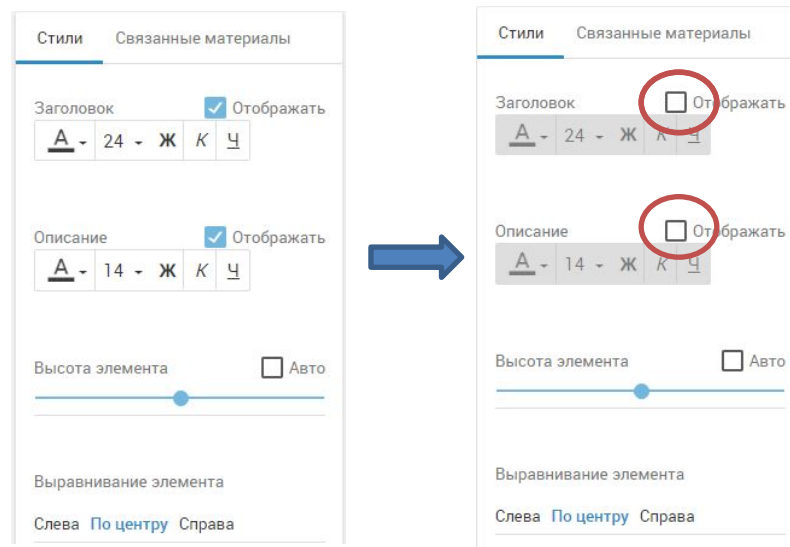 Стили Связанные материалы
Заголовок Отображать
А 24 Ж К Ч
Описание Отображать
А 14 Ж К Ч
Высота элемента Авто
Выравнивание элемента
Слева По центру Справа
Стили Связанные материалы
Заголовок Отображать
А 24 Ж К Ч
Описание Отображать
А 14 Ж К Ч
Высота элемента Авто
Выравнивание элемента
Слева По центру Справа